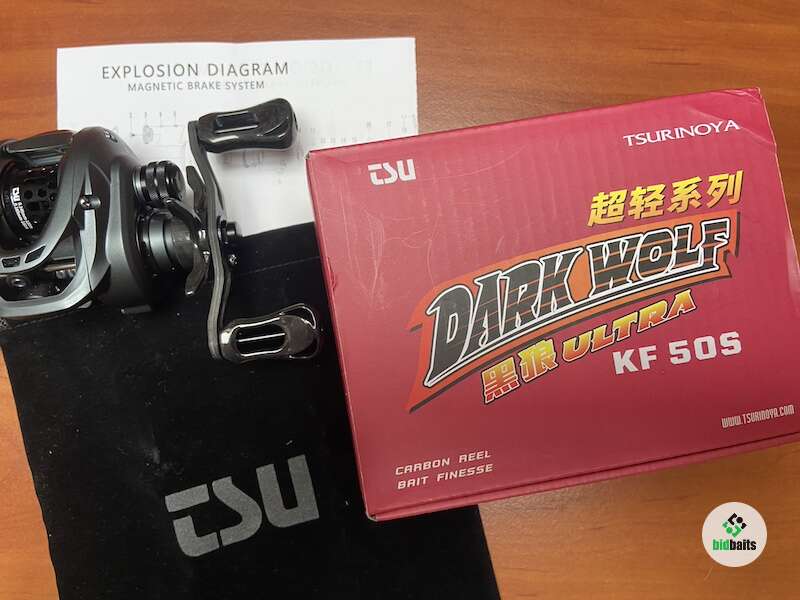 EXPLOSION DIAGRAM
MAGNETIC BRAKE SYSTEM
TSU
TSURINOYA
超轻系列
DARK WOLF
黑狼 ULTRA
KF 50S
WWW.TSURINOYA.COM
CARBON REEL
BAIT FINESSE
TSU
TSU
bidbaits